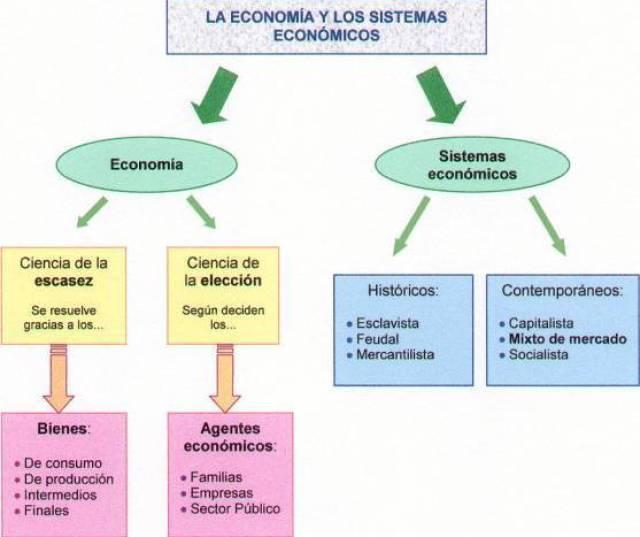 LA ECONOMÍA Y LOS SISTEMAS
ECONÓMICOS
Economía
Sistemas
económicos
Ciencia de la
escasez
Se resuelve
gracias a los...
Ciencia de
la elección
Según deciden
los...
Históricos:
• Esclavista
• Feudal
• Mercantilista
Contemporáneos:
• Capitalista
• Mixto de mercado
• Socialista
Bienes:
• De consumo
• De producción
• Intermedios
• Finales
Agentes
económicos:
• Familias
• Empresas
• Sector Público